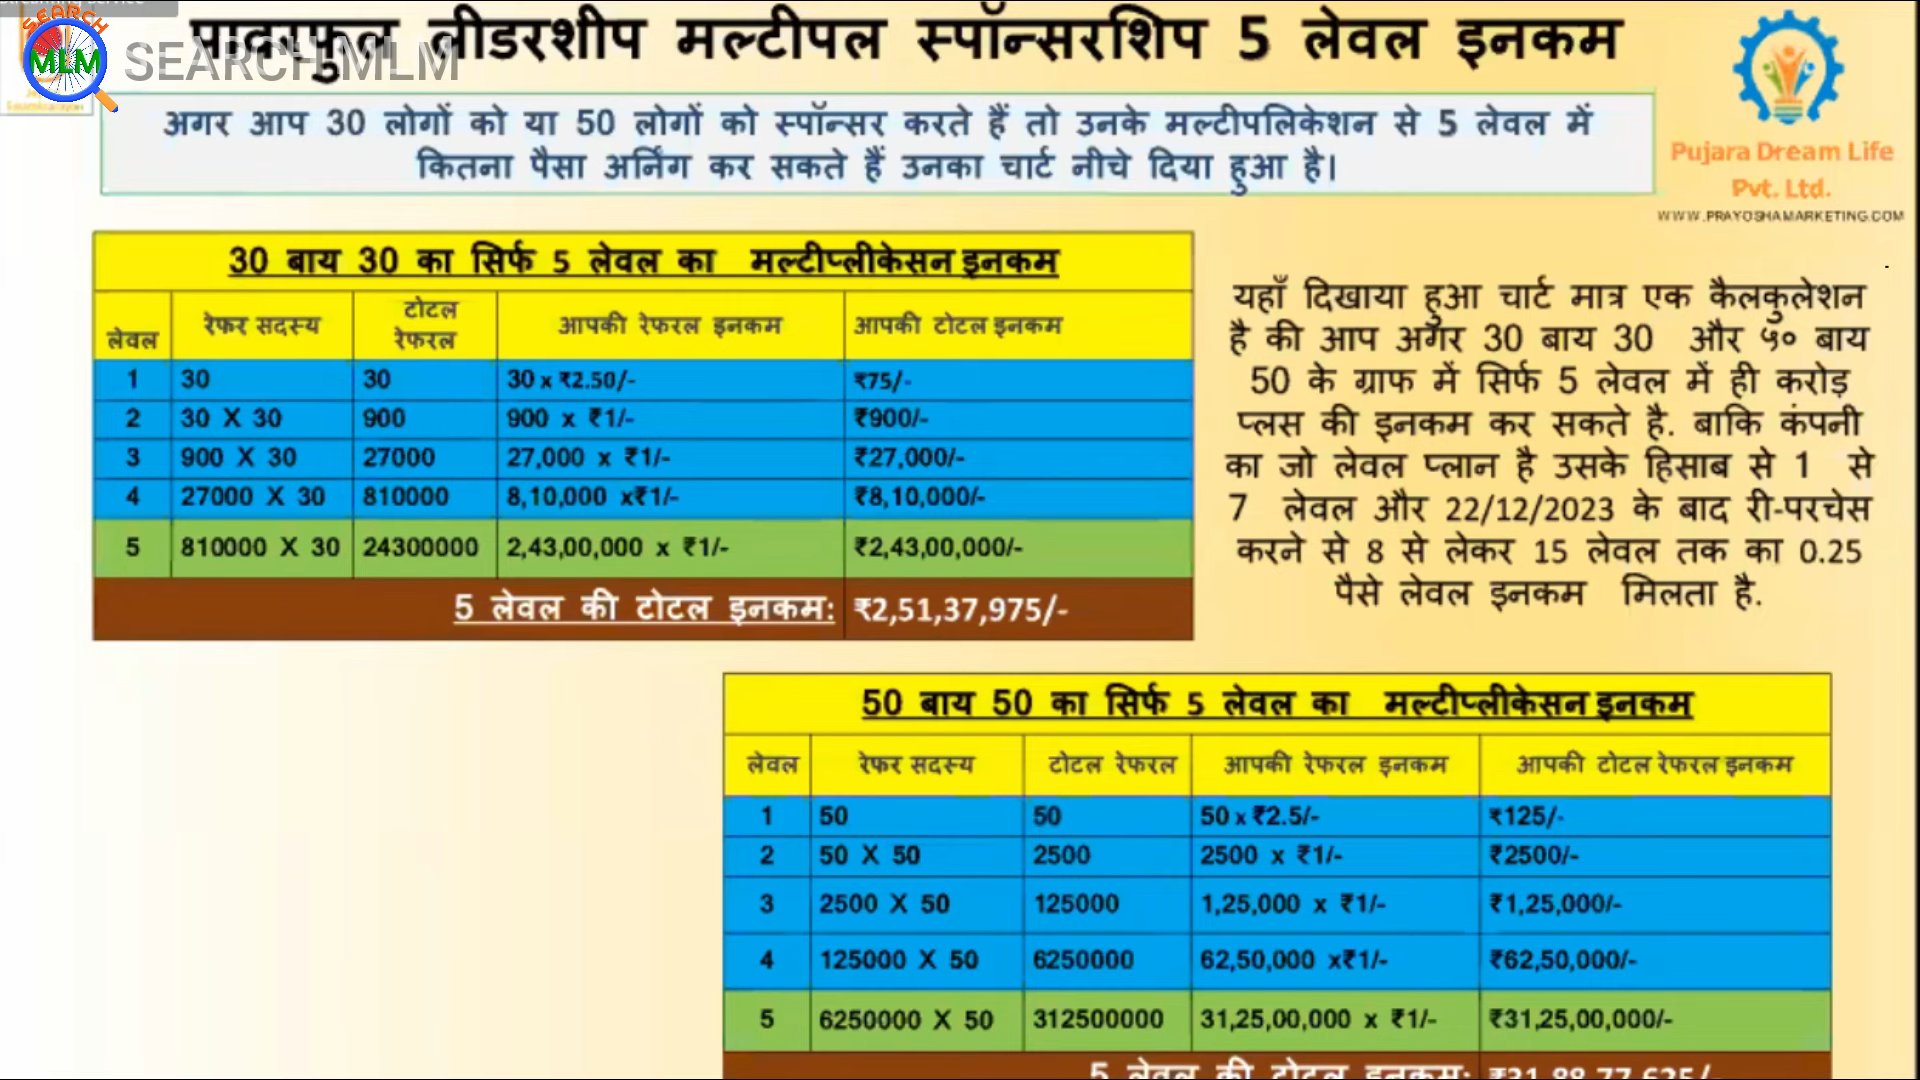 पावरफुल लीडरशीप मल्टीपल स्पॉन्सरशिप 5 लेवल इनकम
SEARCH
MLM
SEARCH MLM
अगर आप 30 लोगों को या 50 लोगों को स्पॉन्सर करते हैं तो उनके मल्टीपलिकेशन से 5 लेवल में
कितना पैसा अर्निंग कर सकते हैं उनका चार्ट नीचे दिया हुआ है।
Pujara Dream Life
Pvt. Ltd.
WWW.PRAYOSHAMARKETING.COM
30 बाय 30 का सिर्फ 5 लेवल का मल्टीप्लीकेसन इनकम
लेवल रेफर सदस्य टोटल रेफरल आपकी रेफरल इनकम आपकी टोटल इनकम
1 30 30 30 x ₹2.50/- ₹75/-
2 30 X 30 900 900 x ₹1/- ₹900/-
3 900 X 30 27000 27,000 x ₹1/- ₹27,000/-
4 27000 X 30 810000 8,10,000 x₹1/- ₹8,10,000/-
5 810000 X 30 24300000 2,43,00,000 x ₹1/- ₹2,43,00,000/-
5 लेवल की टोटल इनकम: ₹2,51,37,975/-
यहाँ दिखाया हुआ चार्ट मात्र एक कैलकुलेशन
है की आप अगर 30 बाय 30 और ५० बाय
50 के ग्राफ में सिर्फ 5 लेवल में ही करोड़
प्लस की इनकम कर सकते है. बाकि कंपनी
का जो लेवल प्लान है उसके हिसाब से 1 से
7 लेवल और 22/12/2023 के बाद री-परचेस
करने से 8 से लेकर 15 लेवल तक का 0.25
पैसे लेवल इनकम मिलता है.
50 बाय 50 का सिर्फ 5 लेवल का मल्टीप्लीकेसन इनकम
लेवल रेफर सदस्य टोटल रेफरल आपकी रेफरल इनकम आपकी टोटल रेफरल इनकम
1 50 50 50 x ₹2.5/- ₹125/-
2 50 X 50 2500 2500 x ₹1/- ₹2500/-
3 2500 X 50 125000 1,25,000 x ₹1/- ₹1,25,000/-
4 125000 X 50 6250000 62,50,000 x₹1/- ₹62,50,000/-
5 6250000 X 50 312500000 31,25,00,000 x ₹1/- ₹31,25,00,000/-
5 लेवल की टोटल इनकम: ₹31,88,77,625/-